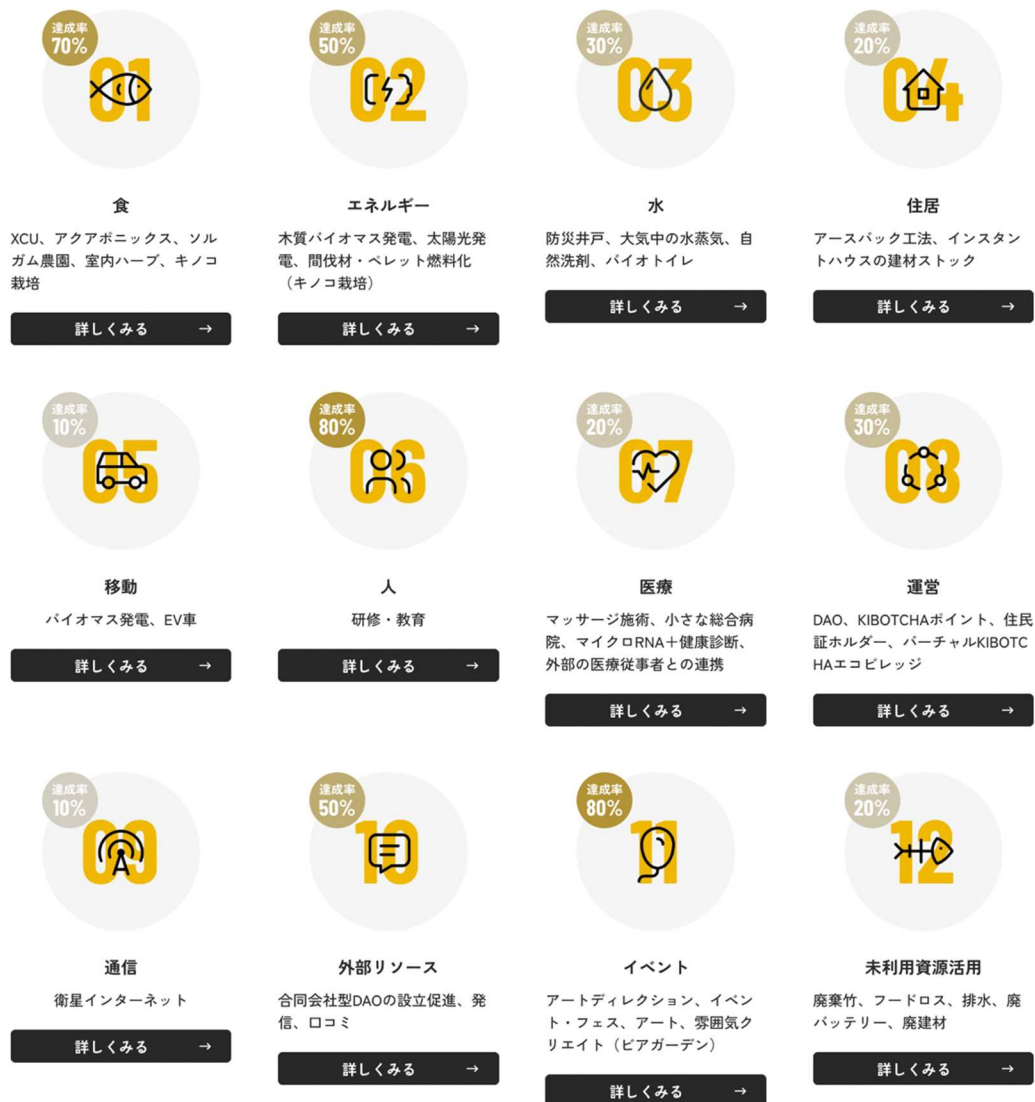 達成率
70%
01
食
XCU、アクアポニックス、ソル
ガム農園、室内ハーブ、キノコ
栽培
詳しくみる →
達成率
50%
02
エネルギー
木質バイオマス発電、太陽光発
電、間伐材・ペレット燃料化
（キノコ栽培）
詳しくみる →
達成率
30%
03
水
防災井戸、大気中の水蒸気、自
然洗剤、バイオトイレ
詳しくみる →
達成率
20%
04
住居
アースバック工法、インスタン
トハウスの建材ストック
詳しくみる →
達成率
10%
05
移動
バイオマス発電、EV車
詳しくみる →
達成率
80%
06
人
研修・教育
詳しくみる →
達成率
20%
07
医療
マッサージ施術、小さな総合病
院、マイクロRNA＋健康診断、
外部の医療従事者との連携
詳しくみる →
達成率
30%
08
運営
DAO、KIBOTCHAポイント、住民
証ホルダー、バーチャルKIBOTC
HAエコビレッジ
詳しくみる →
達成率
10%
09
通信
衛星インターネット
詳しくみる →
達成率
50%
10
外部リソース
合同会社型DAOの設立促進、発
信、口コミ
詳しくみる →
達成率
80%
11
イベント
アートディレクション、イベン
ト・フェス、アート、雰囲気ク
リエイト（ビアガーデン）
詳しくみる →
達成率
20%
12
未利用資源活用
廃棄竹、フードロス、排水、廃
バッテリー、廃建材
詳しくみる →